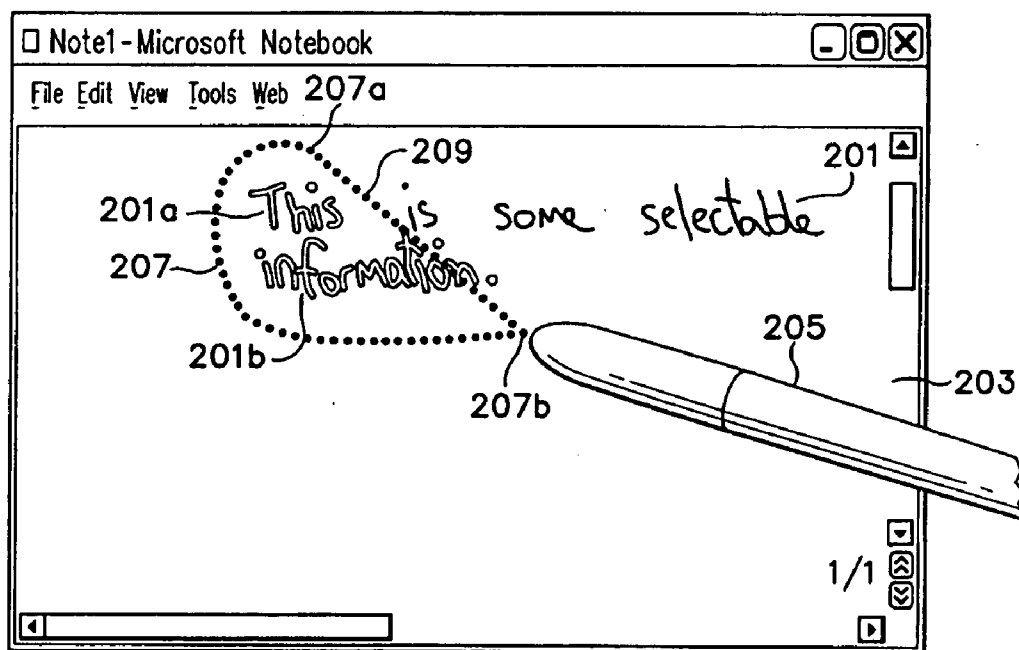 Note1-Microsoft Notebook
File Edit View Tools Web 207a
209
201
201a This is some selectable
207 information.
201b
207b
205
203
1/1